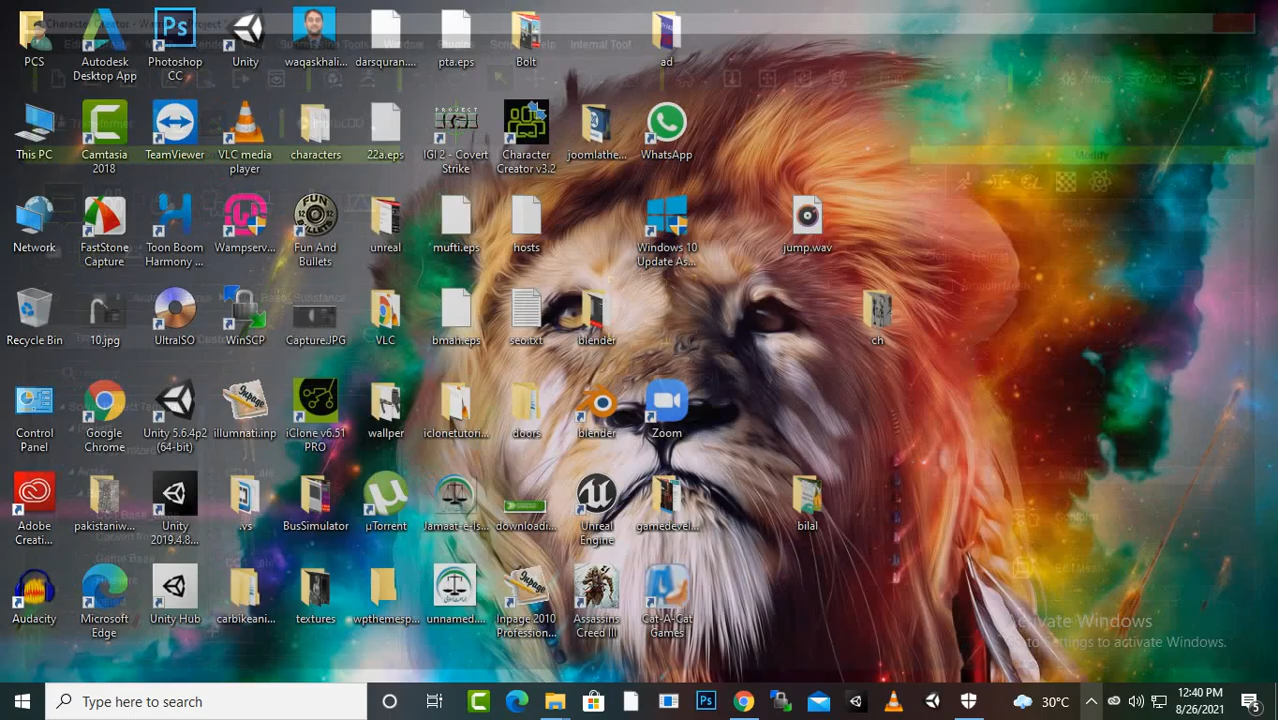 PCS
Autodesk
Desktop App
Photoshop
CC
Unity
waqaskhali...
darsquran....
pta.eps
Bolt
ad
This PC
Camtasia
2018
TeamViewer
VLC media
player
characters
22a.eps
IGI 2 - Covert
Strike
Character
Creator v3.2
joomlathe...
WhatsApp
Modify
Network
FastStone
Capture
Toon Boom
Harmony ...
Wampserv...
Fun And
Bullets
unreal
mufti.eps
hosts
Windows 10
Update As...
jump.wav
Recycle Bin
10.jpg
UltraISO
WinSCP
Capture.JPG
VLC
bmah.eps
seo.txt
blender
ch
Control
Panel
Google
Chrome
Unity 5.6.4p2
(64-bit)
illumnati.inp
iClone v6.51
PRO
wallper
iclonetutori...
doors
blender
Zoom
Adobe
Creati...
pakistaniw...
Unity
2019.4.8...
.vs
BusSimulator
µTorrent
Jamaat-e-Is...
downloadi...
Unreal
Engine
gamedevel...
bilal
Audacity
Microsoft
Edge
Unity Hub
carbikeani...
textures
wpthemesp...
unnamed....
Inpage 2010
Profession...
Assassins
Creed III
Cat-A-Cat
Games
Activate Windows
Go to Settings to activate Windows.
Type here to search
30°C
12:40 PM
8/26/2021
5